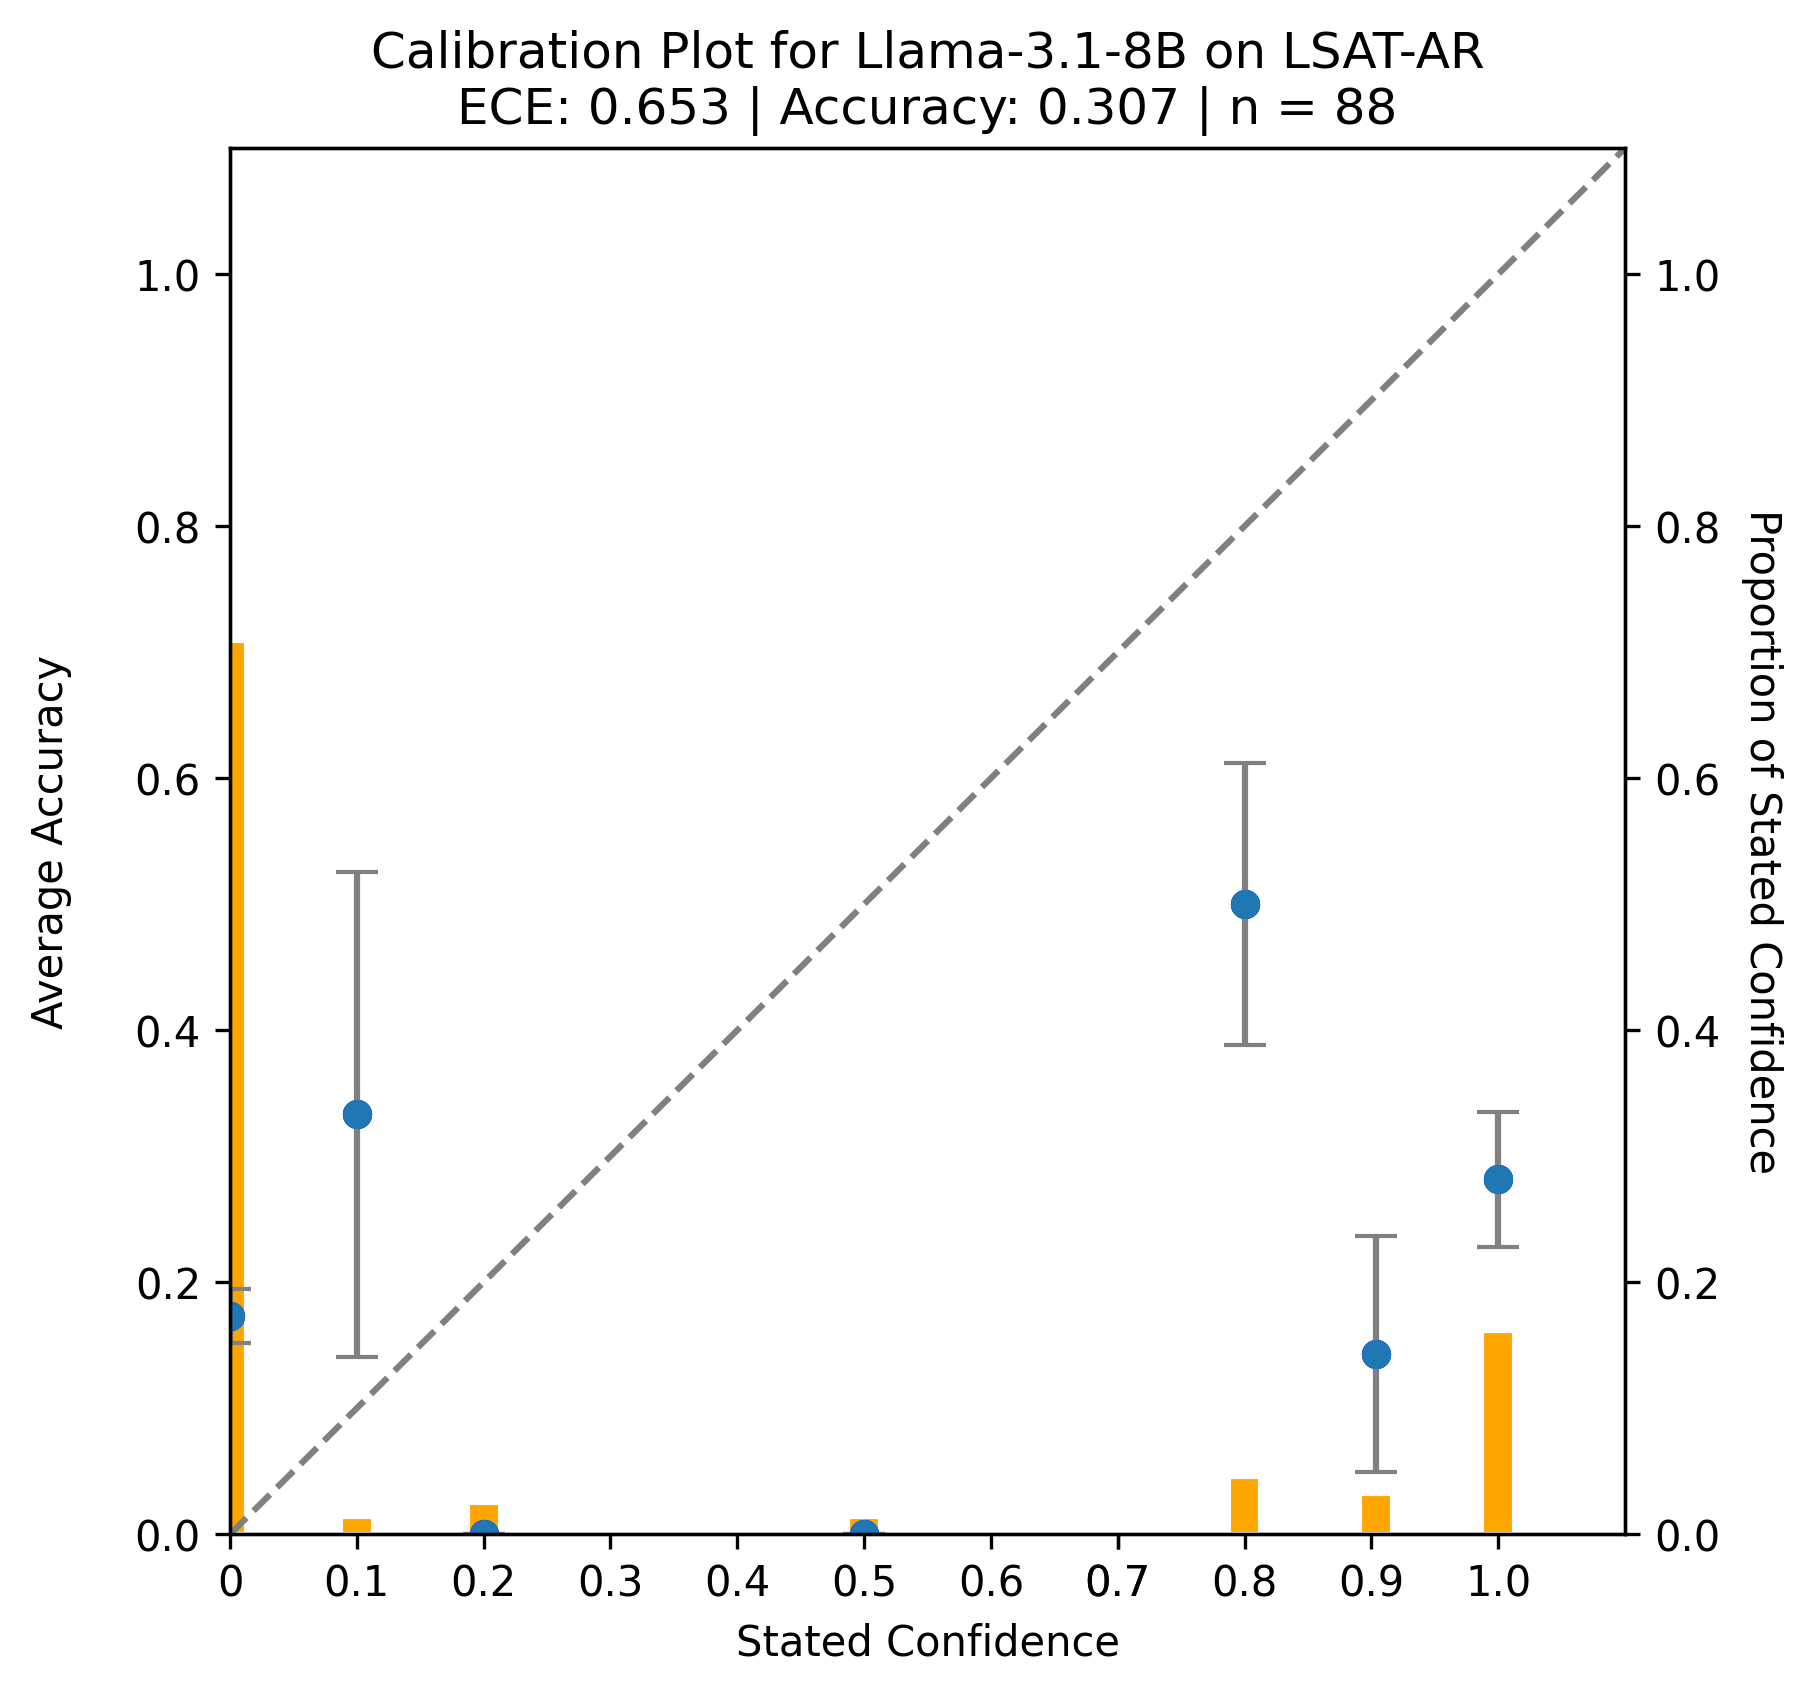 Calibration Plot for Llama-3.1-8B on LSAT-AR
ECE: 0.653 | Accuracy: 0.307 | n = 88
Average Accuracy
1.0
0.8
0.6
0.4
0.2
0.0
1.0
0.8
0.6
0.4
0.2
0.0
Proportion of Stated Confidence
0 0.1 0.2 0.3 0.4 0.5 0.6 0.7 0.8 0.9 1.0
Stated Confidence